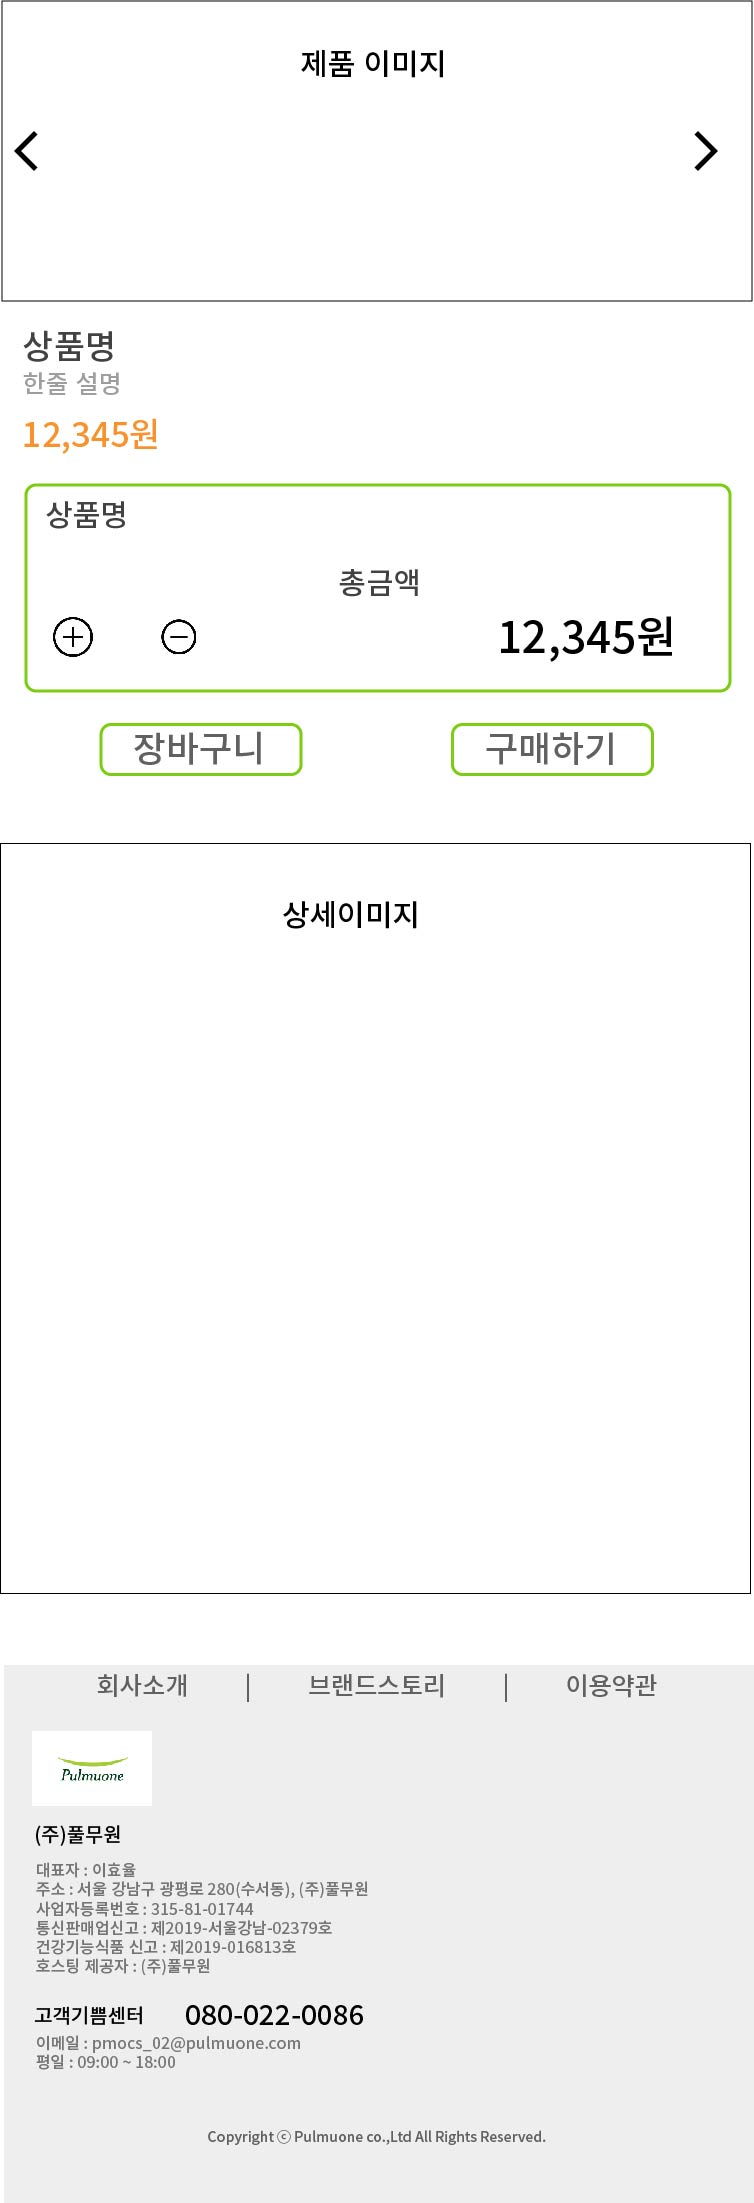 제품 이미지
상품명
한줄 설명
12,345원
상품명
총금액
12,345원
장바구니
구매하기
상세이미지
회사소개 | 브랜드스토리 | 이용약관
Pulmuone
(주)풀무원
대표자 : 이효율
주소 : 서울 강남구 광평로 280(수서동), (주)풀무원
사업자등록번호 : 315-81-01744
통신판매업신고 : 제2019-서울강남-02379호
건강기능식품 신고 : 제2019-016813호
호스팅 제공자 : (주)풀무원
고객기쁨센터 080-022-0086
이메일 : pmocs_02@pulmuone.com
평일 : 09:00 ~ 18:00
Copyright ⓒ Pulmuone co.,Ltd All Rights Reserved.